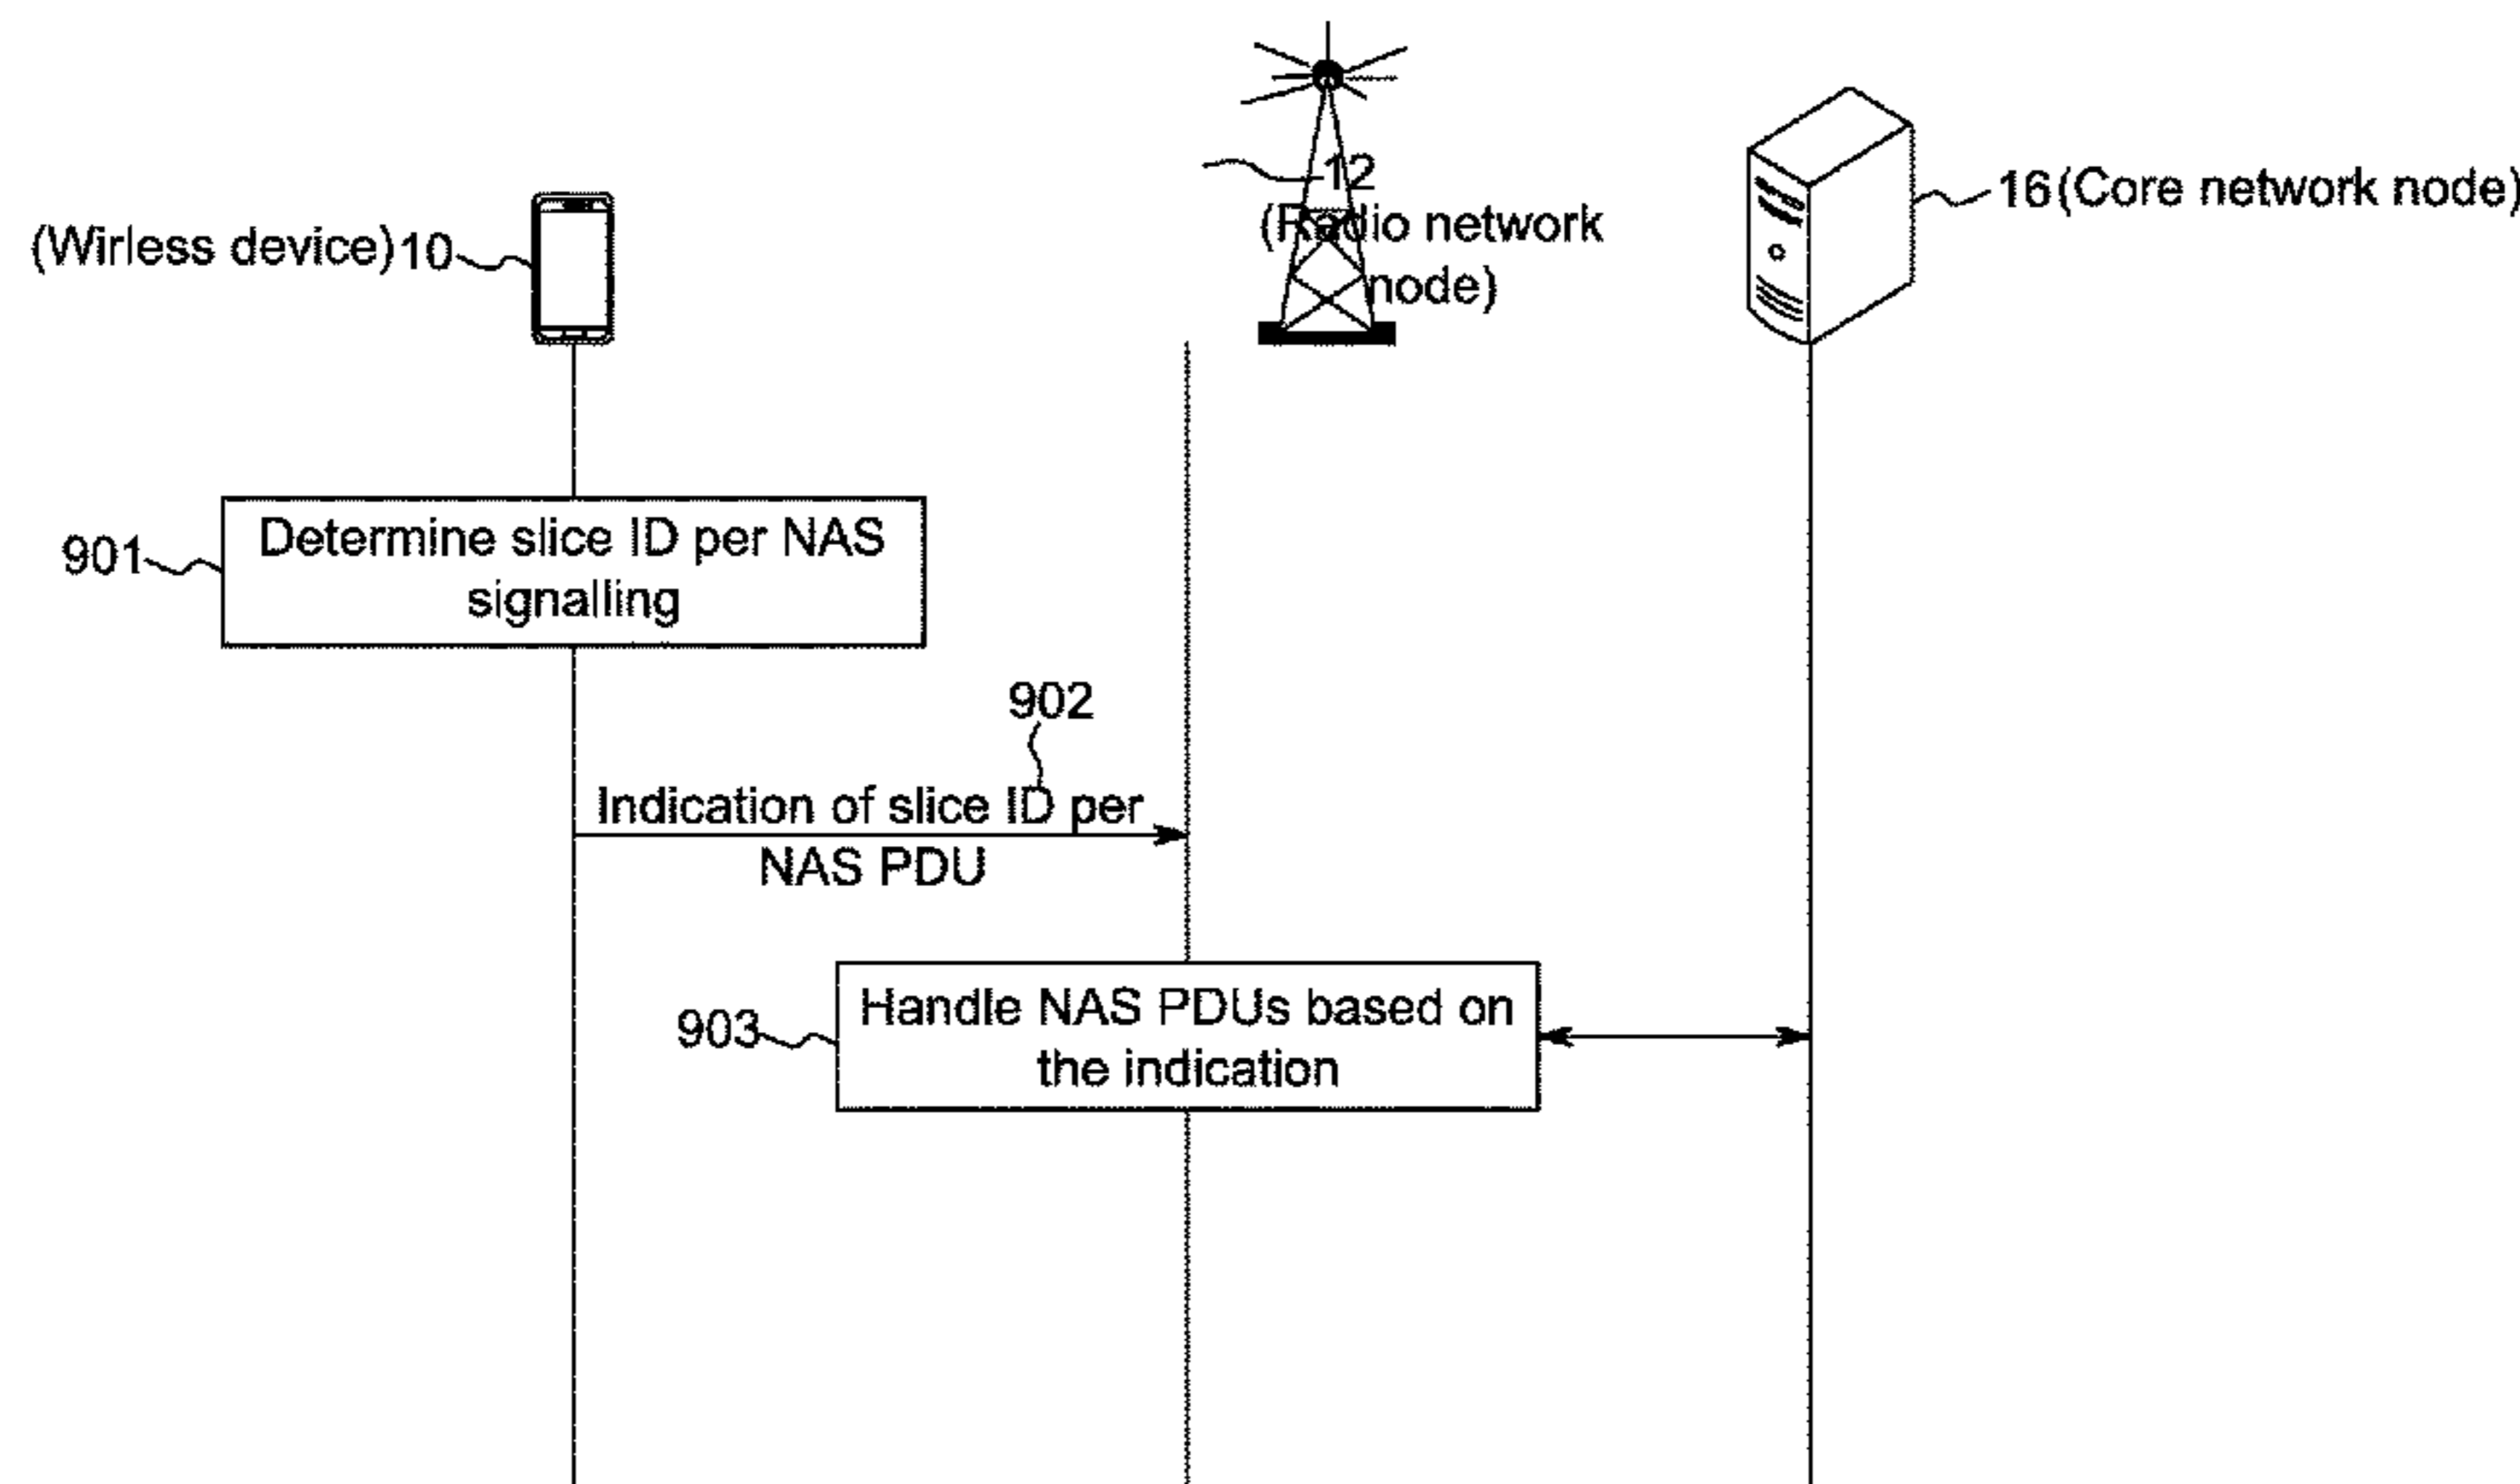 12
(Radio network
node)
16(Core network node)
(Wirless device)10
901
Determine slice ID per NAS
signalling
902
Indication of slice ID per
NAS PDU
903
Handle NAS PDUs based on
the indication